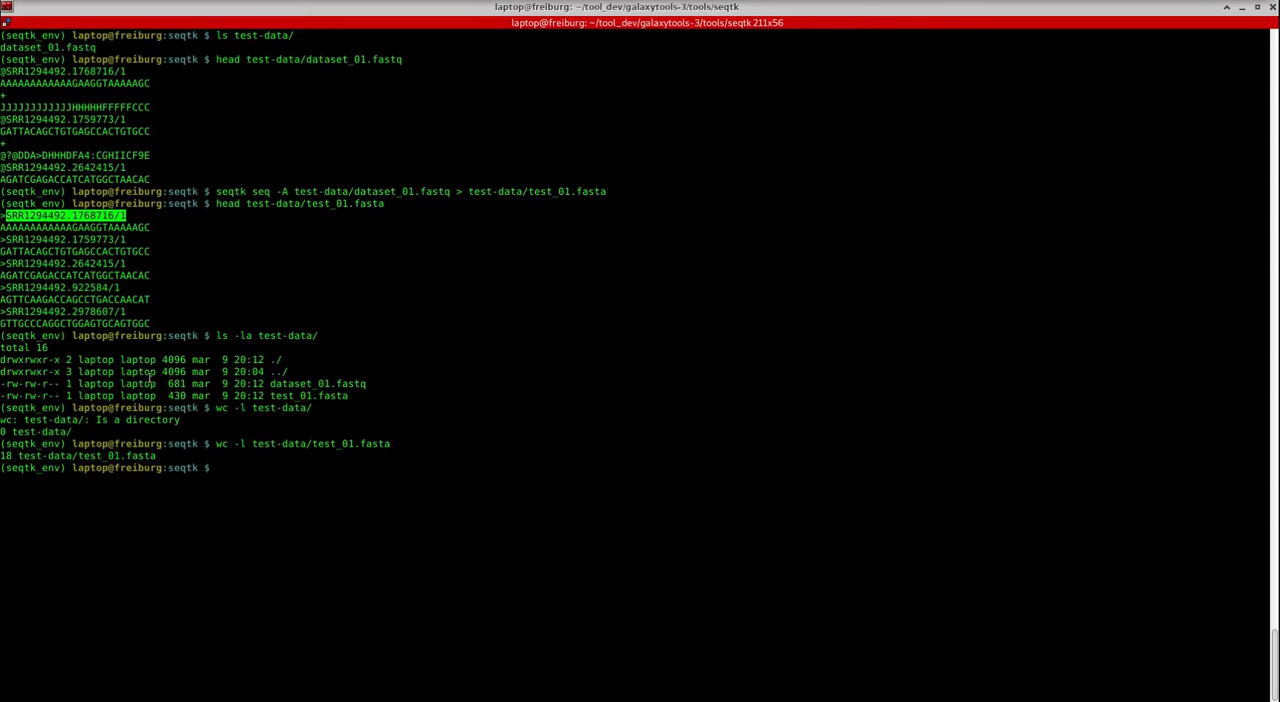 laptop@freiburg: ~/tool_dev/galaxytools-3/tools/seqtk
laptop@freiburg: ~/tool_dev/galaxytools-3/tools/seqtk 211x56
(seqtk_env) laptop@freiburg:seqtk $ ls test-data/
dataset_01.fastq
(seqtk_env) laptop@freiburg:seqtk $ head test-data/dataset_01.fastq
@SRR1294492.1768716/1
AAAAAAAAAAAAGAAGGTAAAAAGC
+
JJJJJJJJJJJJHHHHHFFFFFCCC
@SRR1294492.1759773/1
GATTACAGCTGTGAGCCACTGTGCC
+
@?@DDA>DHHHDFA4:CGHIICF9E
@SRR1294492.2642415/1
AGATCGAGACCATCATGGCTAACAC
(seqtk_env) laptop@freiburg:seqtk $ seqtk seq -A test-data/dataset_01.fastq > test-data/test_01.fasta
(seqtk_env) laptop@freiburg:seqtk $ head test-data/test_01.fasta
>SRR1294492.1768716/1
AAAAAAAAAAAAGAAGGTAAAAAGC
>SRR1294492.1759773/1
GATTACAGCTGTGAGCCACTGTGCC
>SRR1294492.2642415/1
AGATCGAGACCATCATGGCTAACAC
>SRR1294492.922584/1
AGTTCAAGACCAGCCTGACCAACAT
>SRR1294492.2978607/1
GTTGCCCAGGCTGGAGTGCAGTGGC
(seqtk_env) laptop@freiburg:seqtk $ ls -la test-data/
total 16
drwxrwxr-x 2 laptop laptop 4096 mar  9 20:12 ./
drwxrwxr-x 3 laptop laptop 4096 mar  9 20:04 ../
-rw-rw-r-- 1 laptop laptop  681 mar  9 20:12 dataset_01.fastq
-rw-rw-r-- 1 laptop laptop  430 mar  9 20:12 test_01.fasta
(seqtk_env) laptop@freiburg:seqtk $ wc -l test-data/
wc: test-data/: Is a directory
0 test-data/
(seqtk_env) laptop@freiburg:seqtk $ wc -l test-data/test_01.fasta
18 test-data/test_01.fasta
(seqtk_env) laptop@freiburg:seqtk $